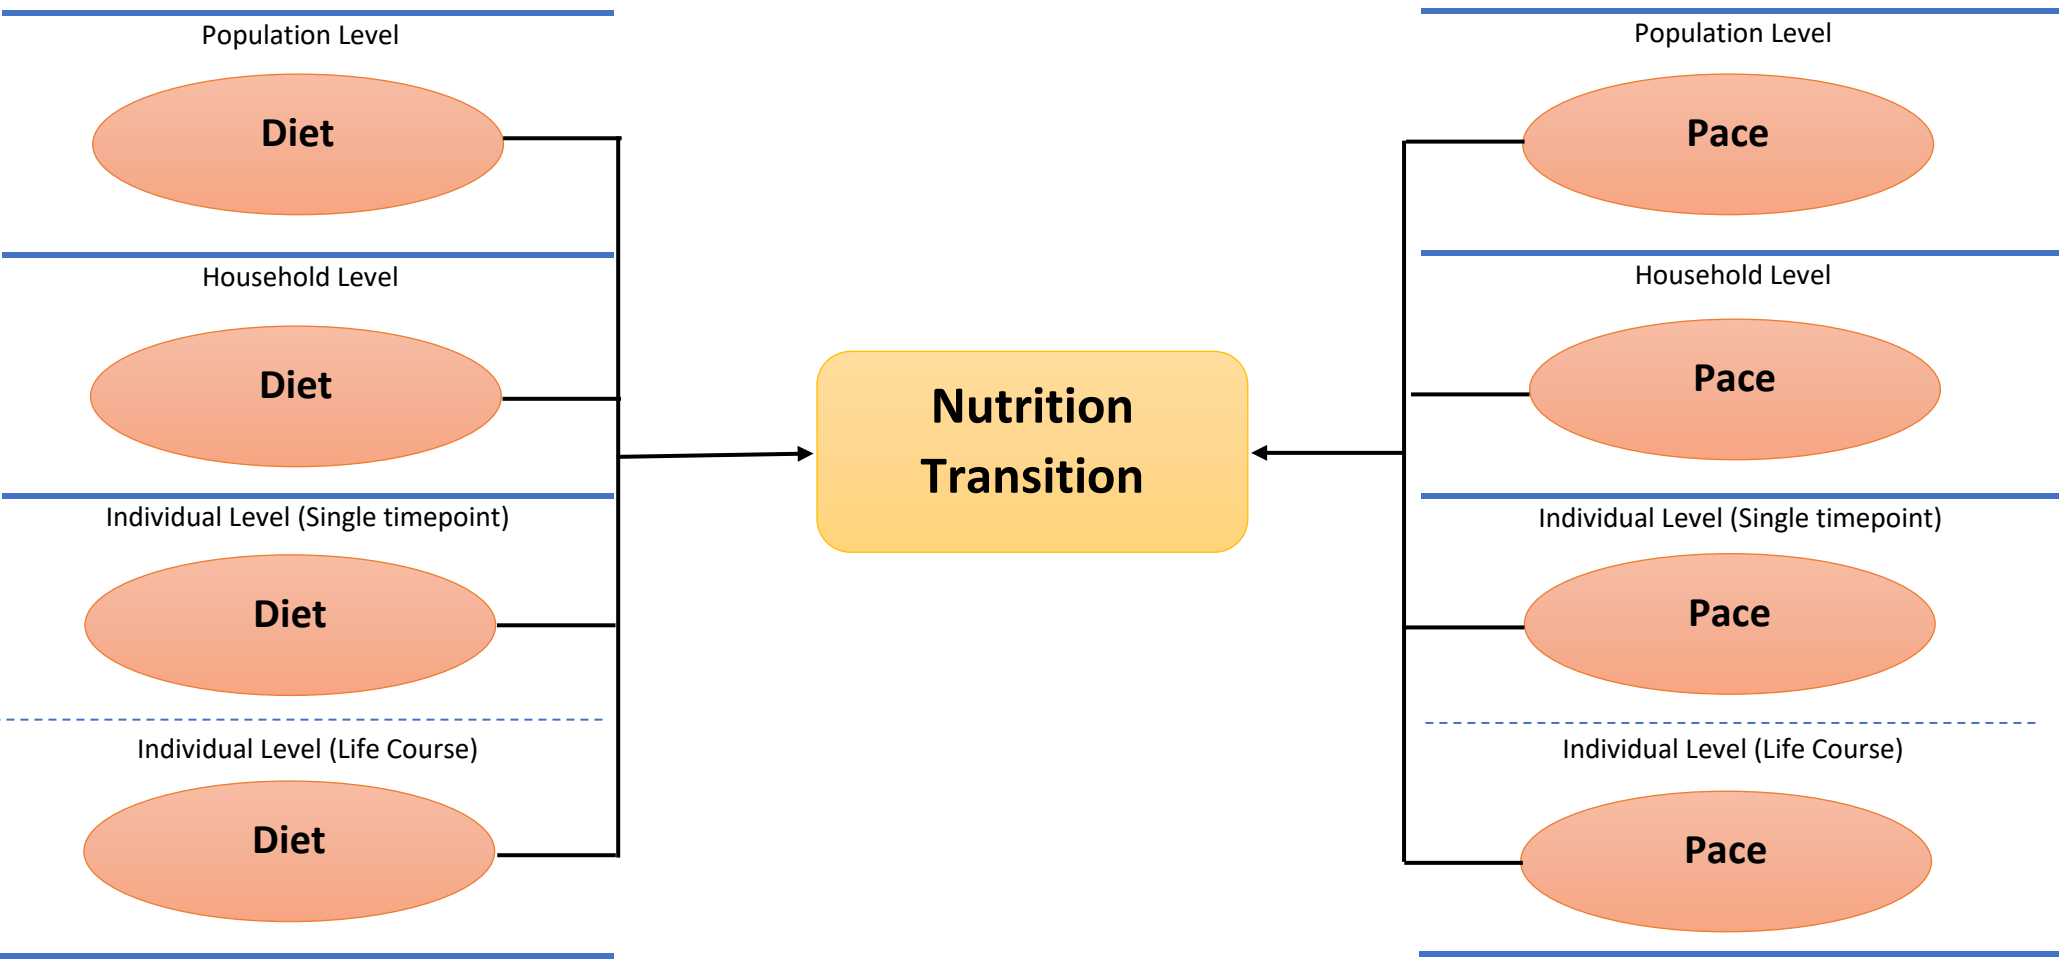 Population Level
Diet
Household Level
Diet
Individual Level (Single timepoint)
Diet
Individual Level (Life Course)
Diet
Nutrition
Transition
Population Level
Pace
Household Level
Pace
Individual Level (Single timepoint)
Pace
Individual Level (Life Course)
Pace